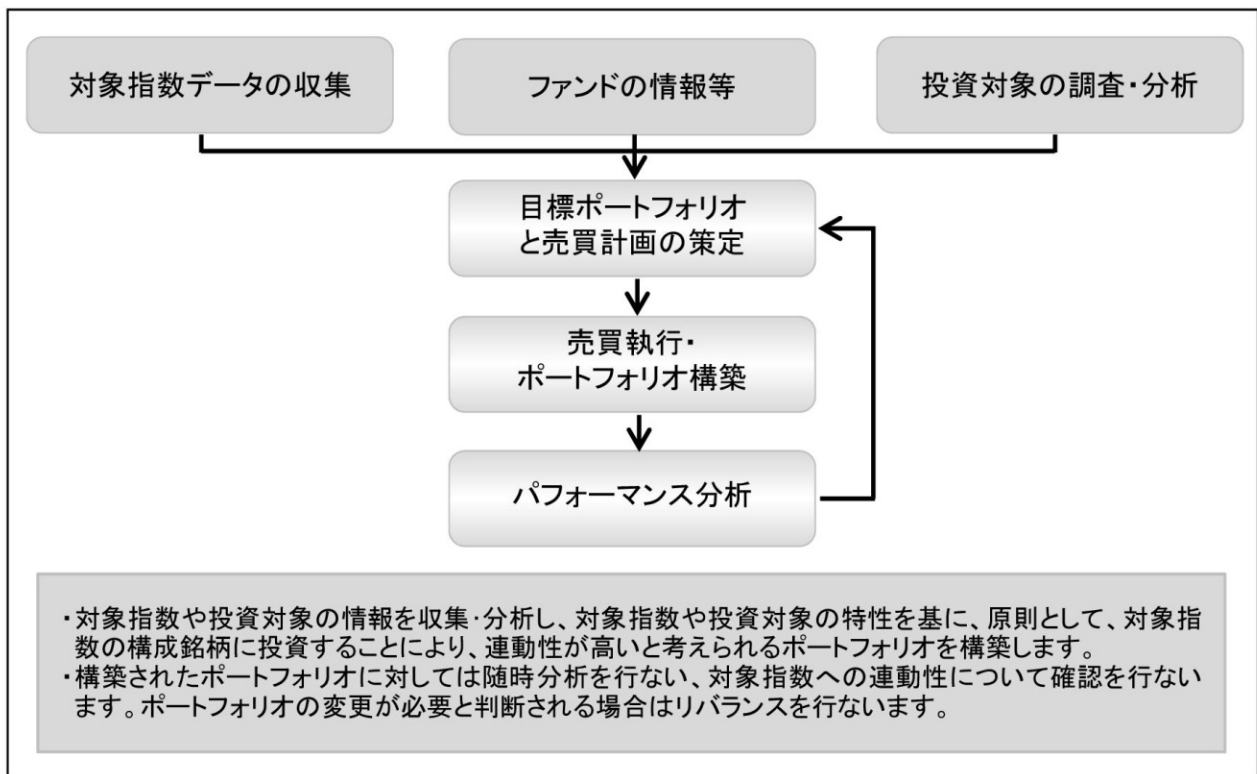 対象指数データの収集
ファンドの情報等
投資対象の調査・分析
目標ポートフォリオ
と売買計画の策定
売買執行・
ポートフォリオ構築
パフォーマンス分析
・対象指数や投資対象の情報を収集・分析し、対象指数や投資対象の特性を基に、原則として、対象指
数の構成銘柄に投資することにより、連動性が高いと考えられるポートフォリオを構築します。
・構築されたポートフォリオに対しては随時分析を行ない、対象指数への連動性について確認を行ない
ます。ポートフォリオの変更が必要と判断される場合はリバランスを行ないます。